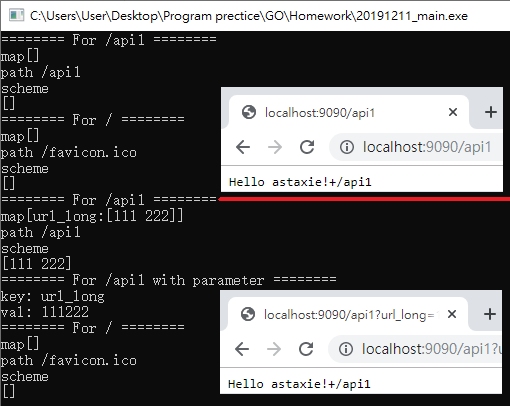 C:\Users\User\Desktop\Program prectice\GO\Homework\20191211_main.exe
======== For /api1 ========
map[]
path /api1
scheme
[]
======== For / ========
map[]
path /favicon.ico
scheme
[]
localhost:9090/api1
localhost:9090/api1
Hello astaxie!+/api1
======== For /api1 ========
map[url_long:[111 222]]
path /api1
scheme
[111 222]
======== For /api1 with parameter ========
key: url_long
val: 111222
======== For / ========
map[]
path /favicon.ico
scheme
[]
localhost:9090/api1?url_long=
localhost:9090/api1?u
Hello astaxie!+/api1